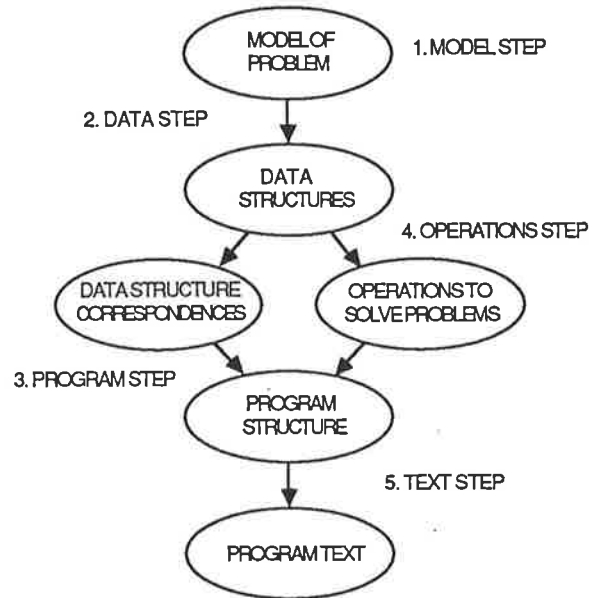 MODEL OF
PROBLEM
1. MODEL STEP
2. DATA STEP
DATA
STRUCTURES
4. OPERATIONS STEP
DATA STRUCTURE
CORRESPONDENCES
OPERATIONS TO
SOLVE PROBLEMS
3. PROGRAM STEP
PROGRAM
STRUCTURE
5. TEXT STEP
PROGRAM TEXT